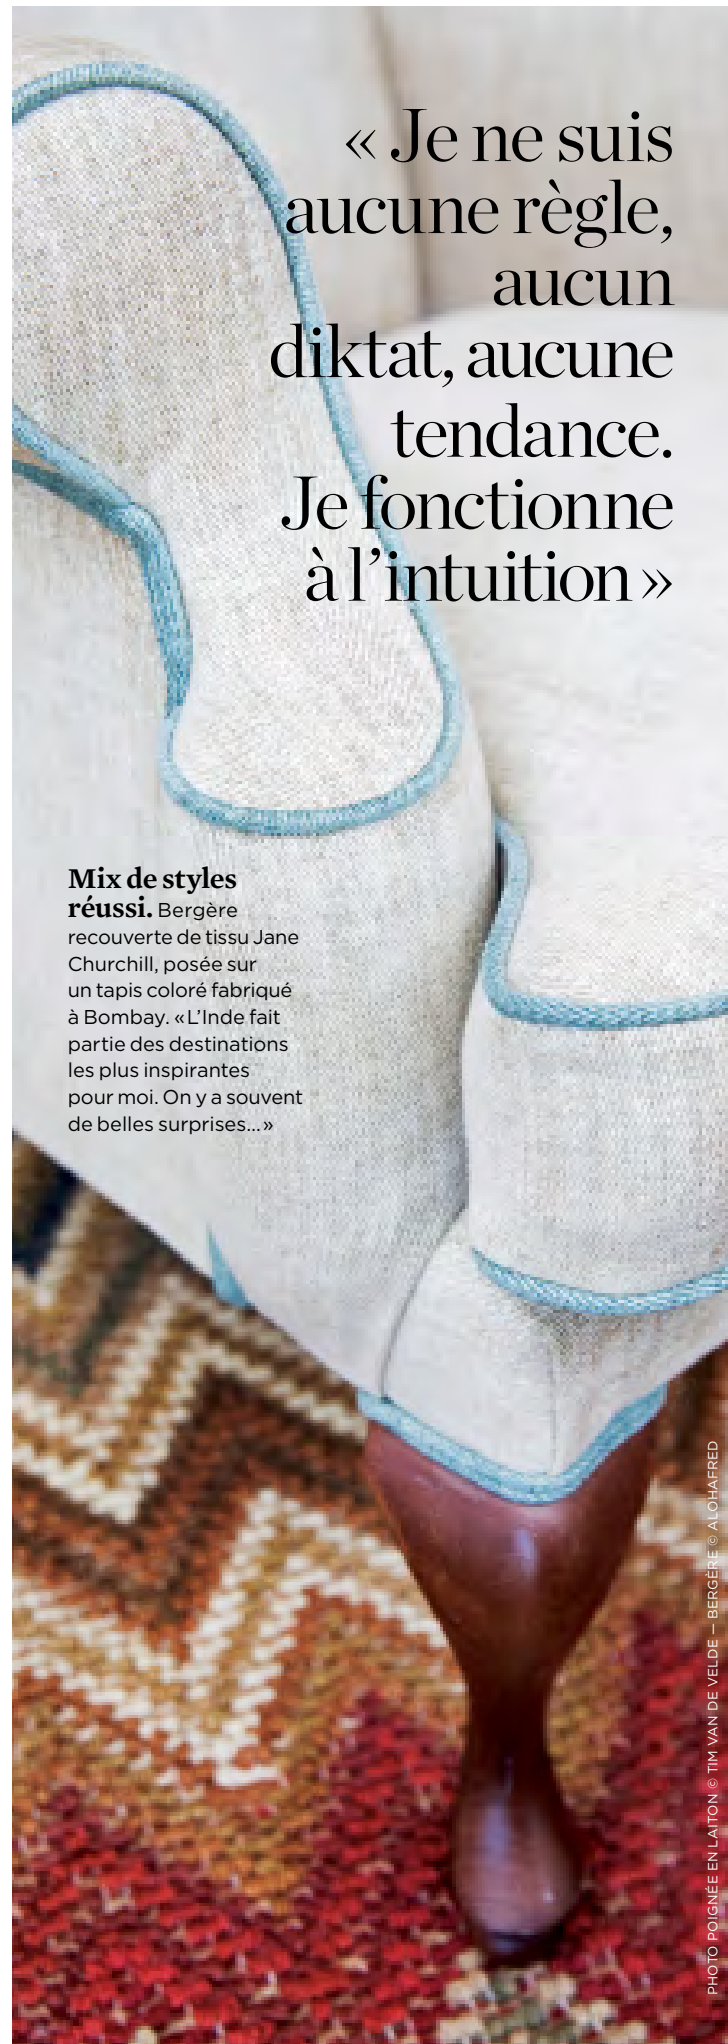 « Je ne suis
aucune règle,
aucun
diktat, aucune
tendance.
Je fonctionne
à l’intuition »
Mix de styles
réussi. Bergère
recouverte de tissu Jane
Churchill, posée sur
un tapis coloré fabriqué
à Bombay. « L’Inde fait
partie des destinations
les plus inspirantes
pour moi. On y a souvent
de belles surprises... »
PHOTO POIGNÉE EN LAITON © TIM VAN DE VELDE – BERGÈRE © ALOHAFRED